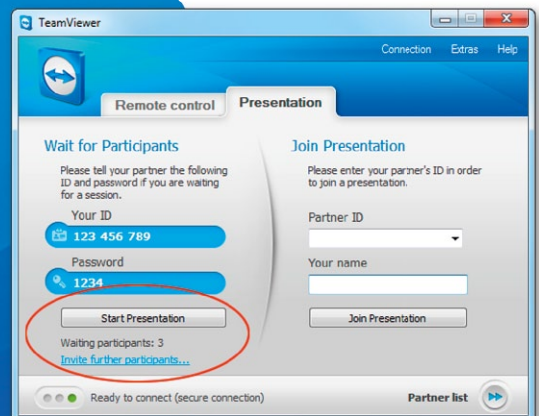 TeamViewer
Connection Extras Help
Remote control Presentation
Wait for Participants
Please tell your partner the following
ID and password if you are waiting
for a session.
Your ID
123 456 789
Password
1234
Start Presentation
Waiting participants: 3
Invite further participants...
Join Presentation
Please enter your partner's ID in order
to join a presentation.
Partner ID
Your name
Join Presentation
Ready to connect (secure connection)
Partner list